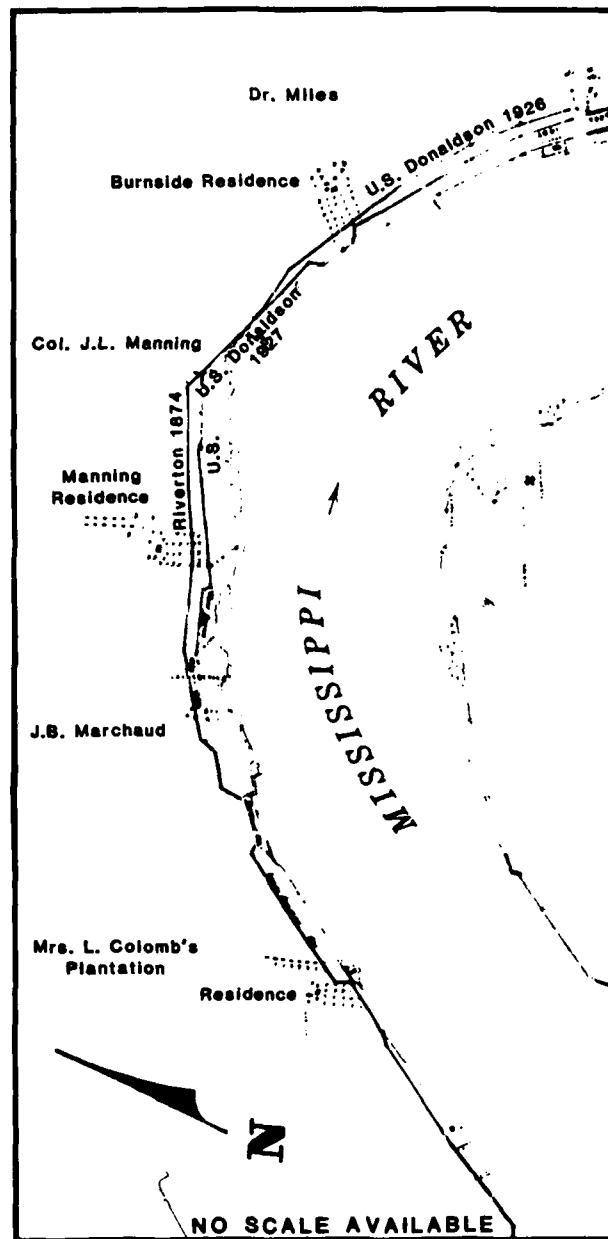 Dr. Miles
U.S. Donaldson 1926
Burnside Residence
Col. J.L. Manning
U.S. Donaldson
1927
RIVER
Riverton 1874
U.S.
Manning
Residence
MISSISSIPPI
J.B. Marchaud
Mrs. L. Colomb's
Plantation
Residence
N
NO SCALE AVAILABLE